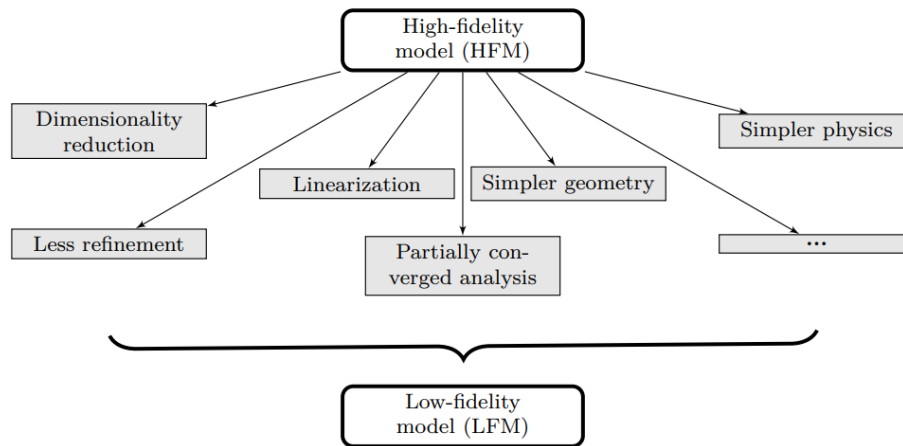 High-fidelity
model (HFM)
Dimensionality
reduction
Simpler physics
Linearization
Simpler geometry
Less refinement
Partially con-
verged analysis
...
Low-fidelity
model (LFM)